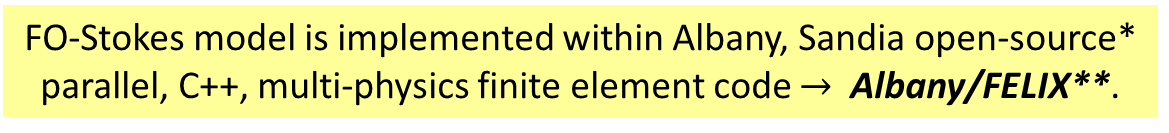 FO-Stokes model is implemented within Albany, Sandia open-source*
parallel, C++, multi-physics finite element code → Albany/FELIX**.